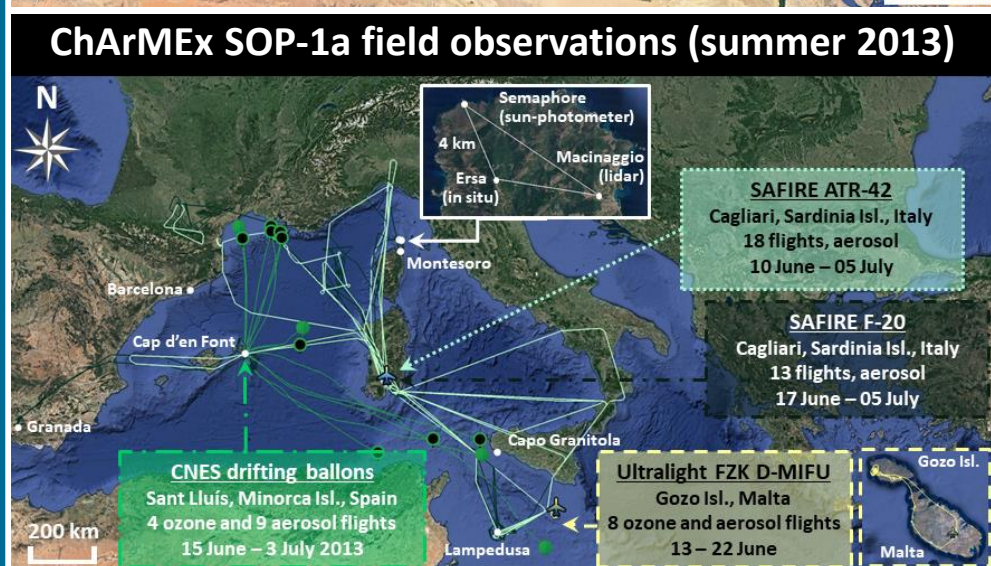 ChArMEx SOP-1a field observations (summer 2013)
N
Semaphore
(sun-photometer)
4 km
Macinaggio
(lidar)
Ersa
(in situ)
Montesoro
Barcelona
Cap d'en Font
Granada
Capo Granitola
Lampedusa
SAFIRE ATR-42
Cagliari, Sardinia Isl., Italy
18 flights, aerosol
10 June – 05 July
SAFIRE F-20
Cagliari, Sardinia Isl., Italy
13 flights, aerosol
17 June – 05 July
CNES drifting ballons
Sant Lluís, Minorca Isl., Spain
4 ozone and 9 aerosol flights
15 June – 3 July 2013
Ultralight FZK D-MIFU
Gozo Isl., Malta
8 ozone and aerosol flights
13 – 22 June
Gozo Isl.
Malta
200 km